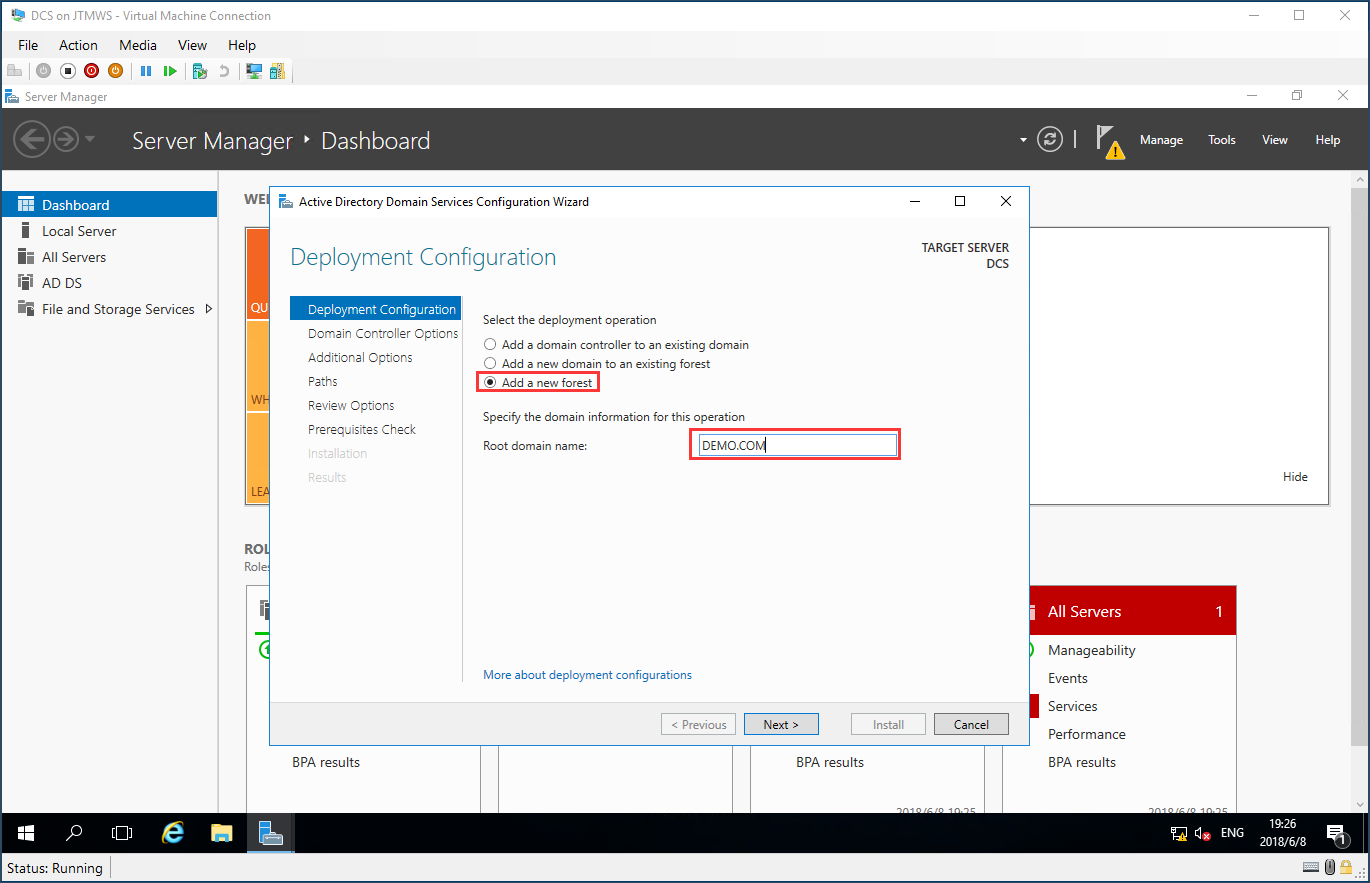 DCS on JTMWS - Virtual Machine Connection
File Action Media View Help
Server Manager
Server Manager Dashboard
Manage Tools View Help
Dashboard
Local Server
All Servers
AD DS
File and Storage Services
WEL
QU
WH
LEA
Hide
ROL
Roles
Active Directory Domain Services Configuration Wizard
Deployment Configuration
TARGET SERVER
DCS
Deployment Configuration
Domain Controller Options
Additional Options
Paths
Review Options
Prerequisites Check
Installation
Results
Select the deployment operation
Add a domain controller to an existing domain
Add a new domain to an existing forest
Add a new forest
Specify the domain information for this operation
Root domain name: DEMO.COM
More about deployment configurations
< Previous Next > Install Cancel
All Servers 1
Manageability
Events
Services
Performance
BPA results BPA results BPA results
2018/6/8 19:25 2018/6/8 19:25
ENG
19:26
2018/6/8
1
Status: Running